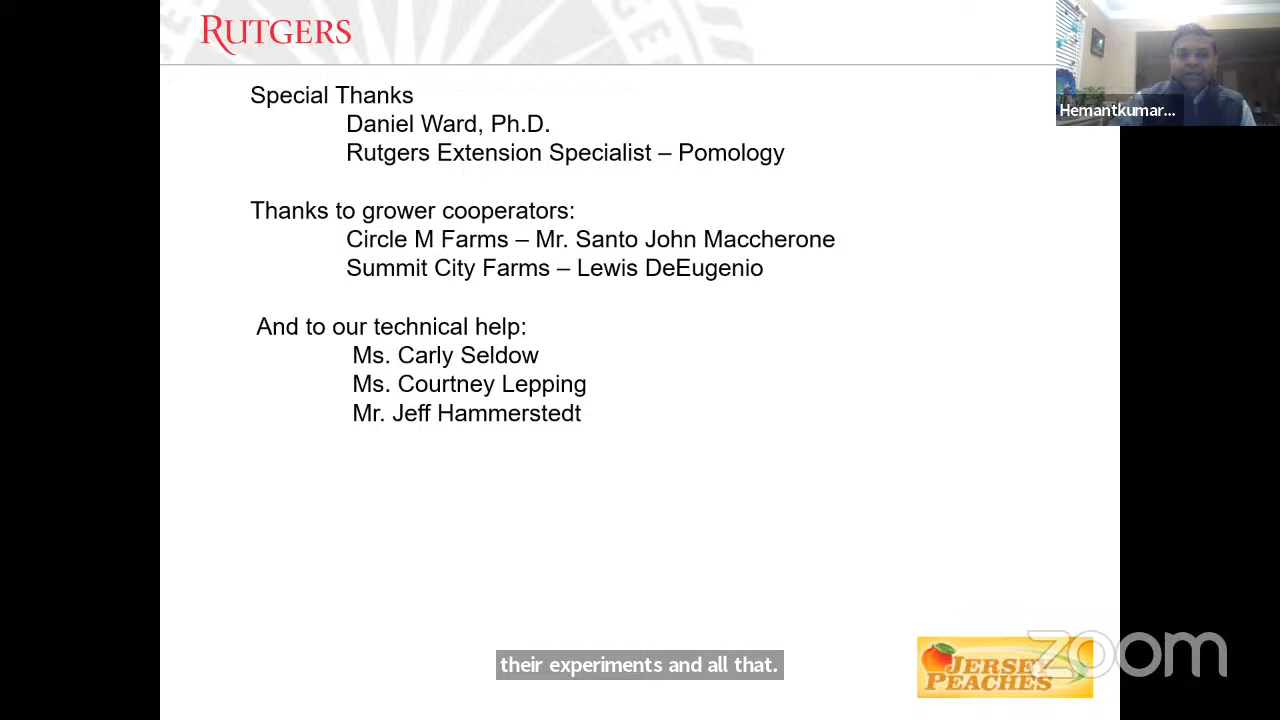 RUTGERS
Hemantkumar...
Special Thanks
Daniel Ward, Ph.D.
Rutgers Extension Specialist – Pomology
Thanks to grower cooperators:
Circle M Farms – Mr. Santo John Maccherone
Summit City Farms – Lewis DeEugenio
And to our technical help:
Ms. Carly Seldow
Ms. Courtney Lepping
Mr. Jeff Hammerstedt
their experiments and all that.
JERSEY
PEACHES
zoom